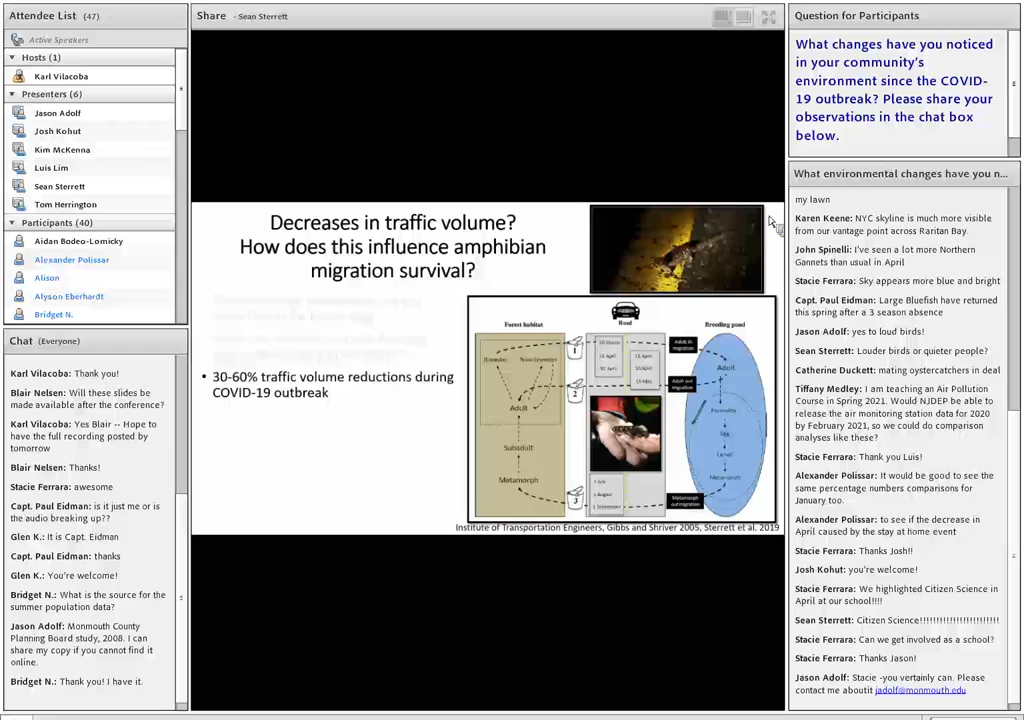 Attendee List (47)
Active Speakers
Hosts (1)
Karl Vilacoba
Presenters (6)
Jason Adolf
Josh Kohut
Kim McKenna
Luis Lim
Sean Sterrett
Tom Herrington
Participants (40)
Aidan Bodeo-Lomicky
Alexander Polissar
Alison
Alyson Eberhardt
Bridget N.
Chat (Everyone)
Karl Vilacoba: Thank you!
Blair Nelsen: Will these slides be
made available after the conference?
Karl Vilacoba: Yes Blair -- Hope to
have the full recording posted by
tomorrow
Blair Nelsen: Thanks!
Stacie Ferrara: awesome
Capt. Paul Eidman: is it just me or is
the audio breaking up??
Glen K.: It is Capt. Eidman
Capt. Paul Eidman: thanks
Glen K.: You're welcome!
Bridget N.: What is the source for the
summer population data?
Jason Adolf: Monmouth County
Planning Board study, 2008. I can
share my copy if you cannot find it
online.
Bridget N.: Thank you! I have it.
Share - Sean Sterrett
Decreases in traffic volume?
How does this influence amphibian
migration survival?
• 30-60% traffic volume reductions during
COVID-19 outbreak
Forest habitat
Road
Breeding pond
1
Adult in
migration
Adult
2
Adult out
migration
Adult
Subadult
Metamorph
3
Metamorph
outmigration
Metamorph
Institute of Transportation Engineers, Gibbs and Shriver 2005, Sterrett et al. 2019
Question for Participants
What changes have you noticed
in your community's
environment since the COVID-
19 outbreak? Please share your
observations in the chat box
below.
What environmental changes have you n...
my lawn
Karen Keene: NYC skyline is much more visible
from our vantage point across
Raritan Bay.
John Spinelli: I've seen a lot more Northern
Gannets than usual in April
Stacie Ferrara: Sky appears more blue and bright
Capt. Paul Eidman: Large Bluefish have returned
this spring after a 3 season absence
Jason Adolf: yes to loud birds!
Sean Sterrett: Louder birds or quieter people?
Catherine Duckett: mating oystercatchers in deal
Tiffany Medley: I am teaching an Air Pollution
Course in Spring 2021. Would NJDEP be able to
release the air monitoring station data for 2020
by February 2021, so we could do comparison
analyses like these?
Stacie Ferrara: Thank you Luis!
Alexander Polissar: It would be good to see the
same percentage numbers comparisons for
January too.
Alexander Polissar: to see if the decrease in
April caused by the stay at home event
Stacie Ferrara: Thanks Josh!!
Josh Kohut: you're welcome!
Stacie Ferrara: We highlighted Citizen Science in
April at our school!!!!
Sean Sterrett: Citizen Science!!!!!!!!!!!!!!!!!!!!!!!!
Stacie Ferrara: Can we get involved as a school?
Stacie Ferrara: Thanks Jason!
Jason Adolf: Stacie -you vertainly can. Please
contact me aboutit jadolf@monmouth.edu